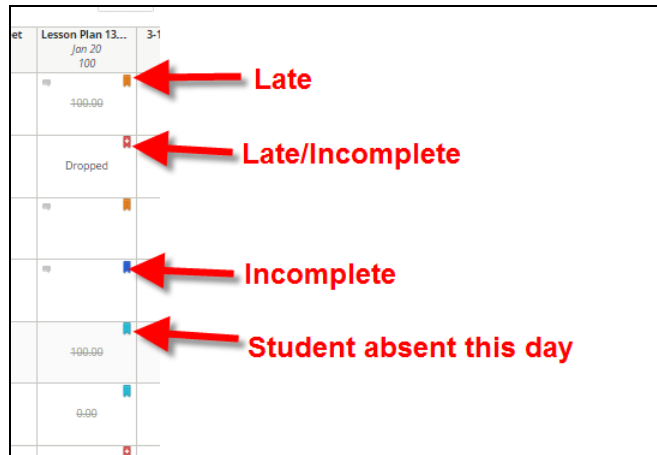 et Lesson Plan 13... 3-1
Jan 20
100
100.00
Late
Late/Incomplete
Dropped
Incomplete
100.00
Student absent this day
0.00